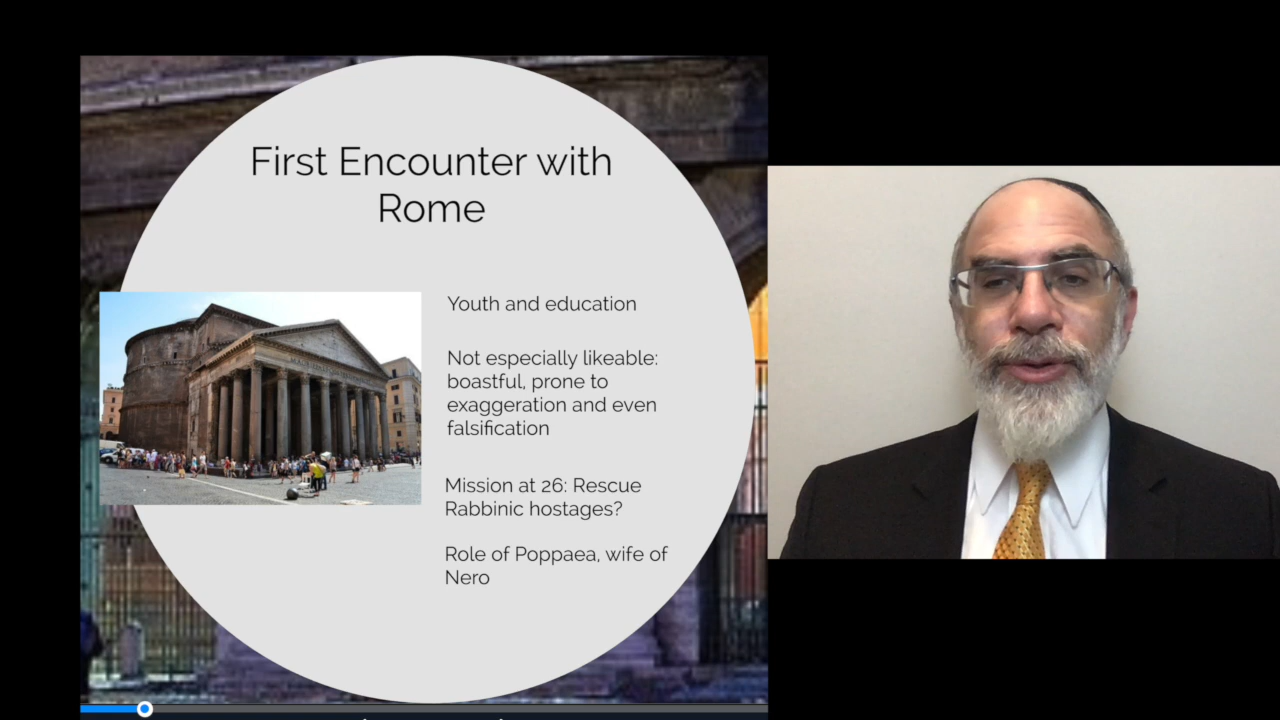 First Encounter with
Rome
Youth and education
Not especially likeable:
boastful, prone to
exaggeration and even
falsification
Mission at 26: Rescue
Rabbinic hostages?
Role of Poppaea, wife of
Nero